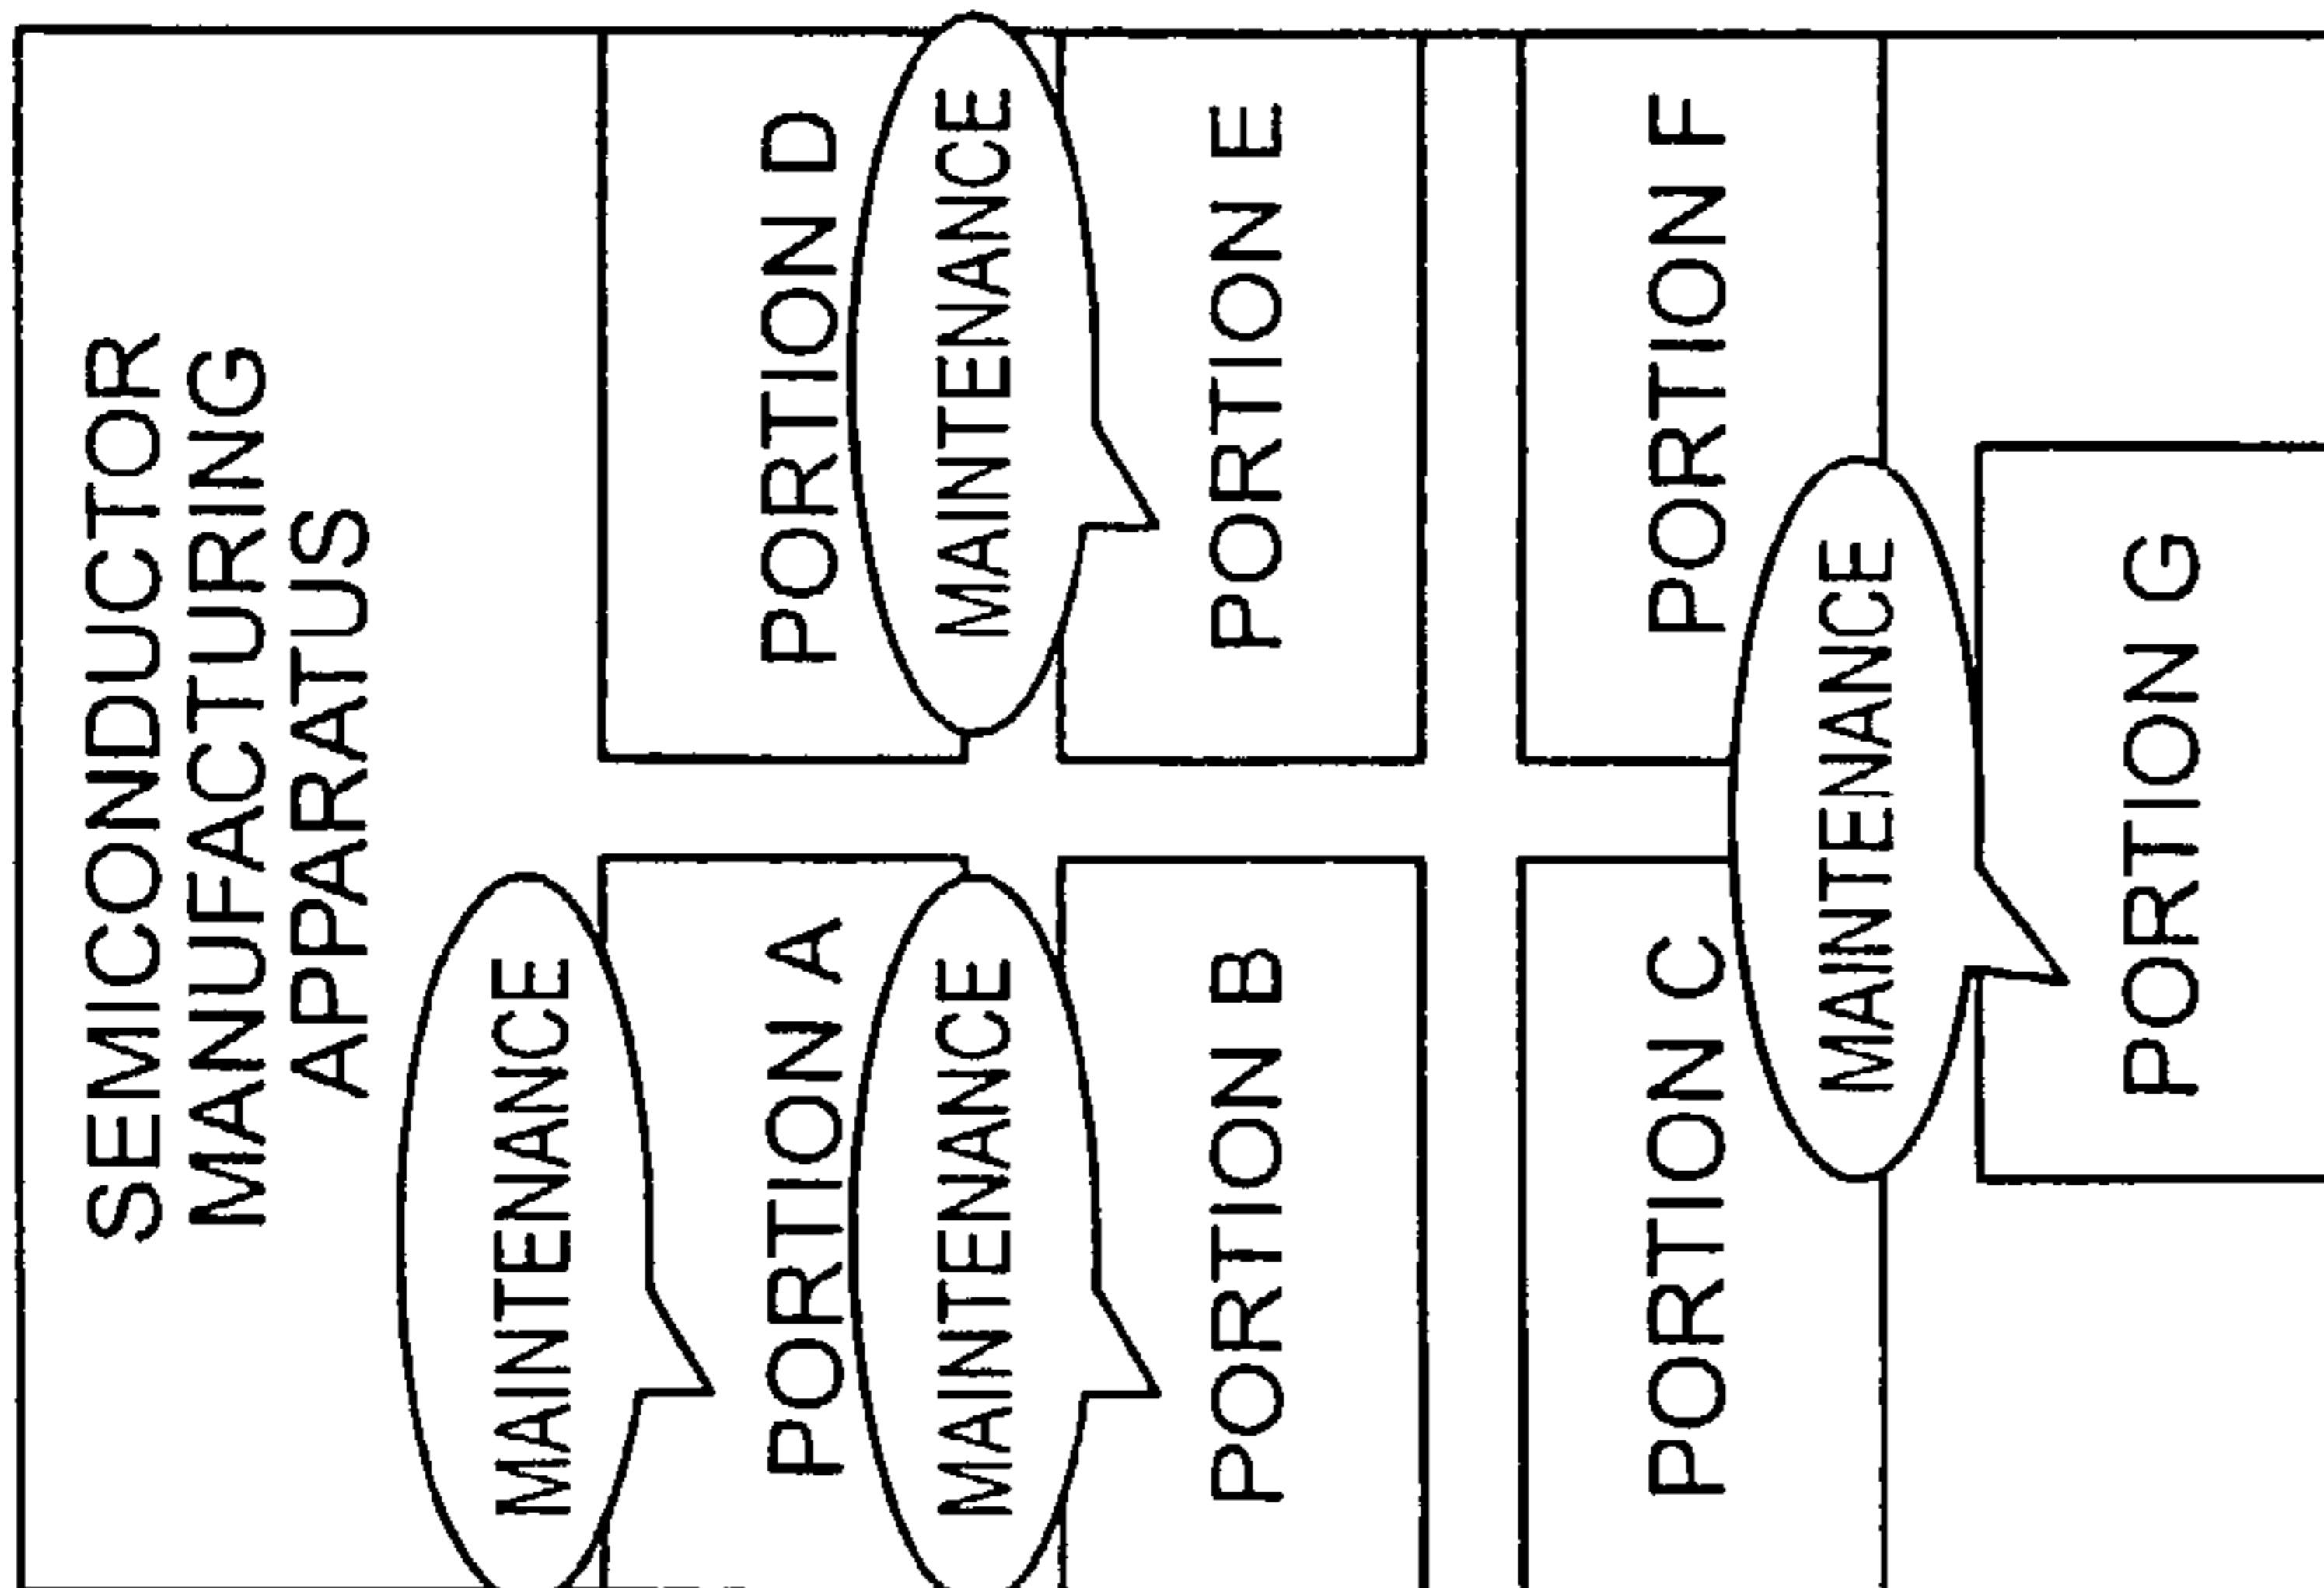 SEMICONDUCTOR
MANUFACTURING
APPARATUS
MAINTENANCE
PORTION A
PORTION D
MAINTENANCE
MAINTENANCE
PORTION B
PORTION E
PORTION C
PORTION F
MAINTENANCE
PORTION G